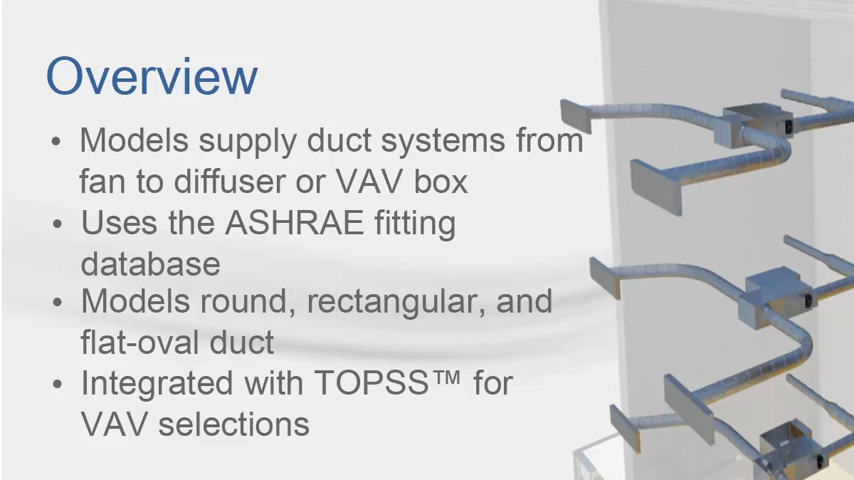 Overview
• Models supply duct systems from
fan to diffuser or VAV box
• Uses the ASHRAE fitting
database
• Models round, rectangular, and
flat-oval duct
• Integrated with TOPSS™ for
VAV selections